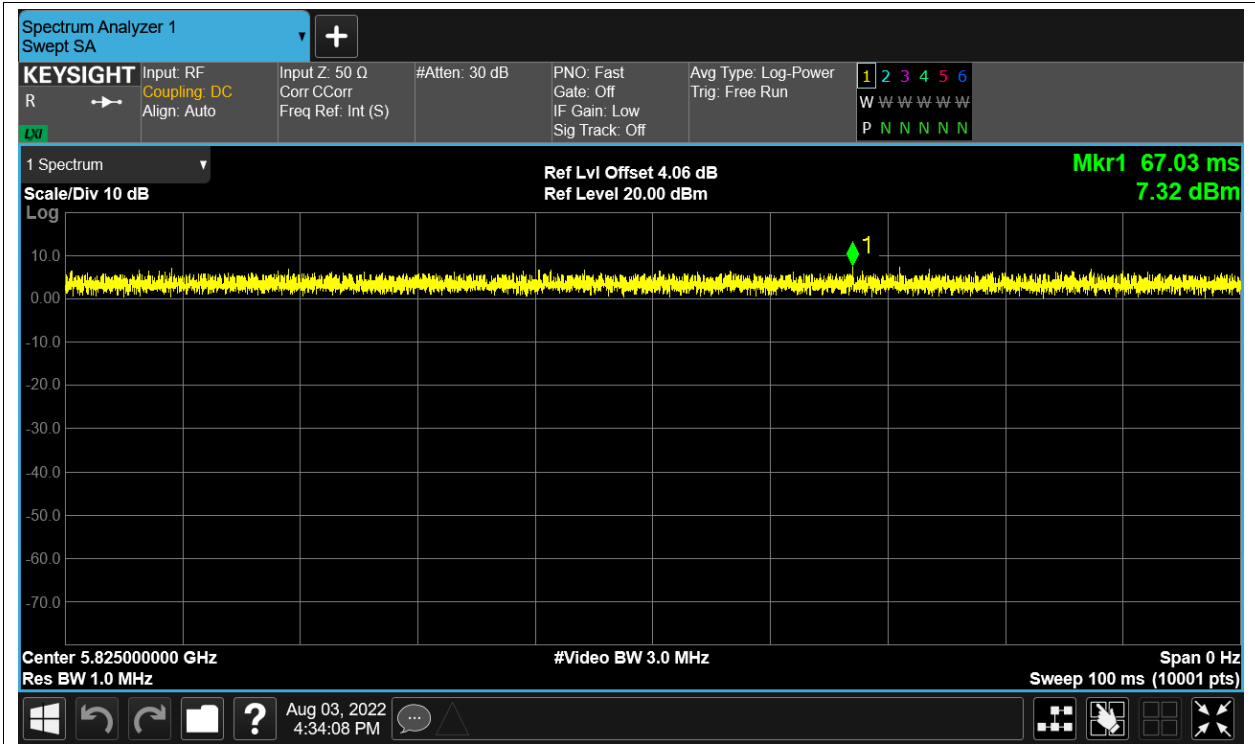 Spectrum Analyzer 1
Swept SA
KEYSIGHT
R
LXI
Input: RF
Coupling: DC
Align: Auto
Input Z: 50 Ω
Corr CCorr
Freq Ref: Int (S)
#Atten: 30 dB
PNO: Fast
Gate: Off
IF Gain: Low
Sig Track: Off
Avg Type: Log-Power
Trig: Free Run
1 2 3 4 5 6
W W W W W W
P N N N N N
1 Spectrum
Scale/Div 10 dB
Ref Lvl Offset 4.06 dB
Ref Level 20.00 dBm
Mkr1 67.03 ms
7.32 dBm
Log
1
10.0
0.00
-10.0
-20.0
-30.0
-40.0
-50.0
-60.0
-70.0
Center 5.825000000 GHz
#Video BW 3.0 MHz
Span 0 Hz
Res BW 1.0 MHz
Sweep 100 ms (10001 pts)
?
Aug 03, 2022
4:34:08 PM